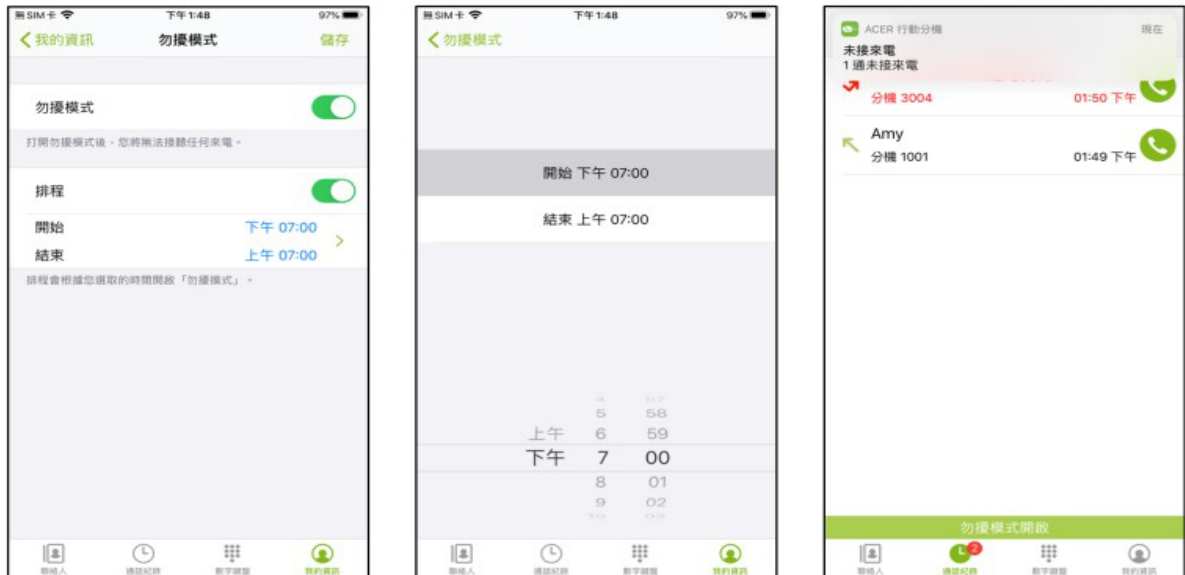 無SIM卡 下午1:48 97%
我的資訊 勿擾模式 儲存
勿擾模式
打開勿擾模式後，您將無法接聽任何來電。
排程
開始 下午 07:00
結束 上午 07:00
排程會根據您選取的時間開啟「勿擾模式」。
聯絡人 通話紀錄 數字鍵盤 我的資訊
無SIM卡 下午1:48 97%
勿擾模式
開始 下午 07:00
結束 上午 07:00
4 57
5 58
上午 6 59
下午 7 00
8 01
9 02
10 03
聯絡人 通話紀錄 數字鍵盤 我的資訊
ACER 行動分機 現在
未接來電
1 通未接來電
分機 3004 01:50 下午
Amy
分機 1001 01:49 下午
勿擾模式開啟
2
聯絡人 通話紀錄 數字鍵盤 我的資訊